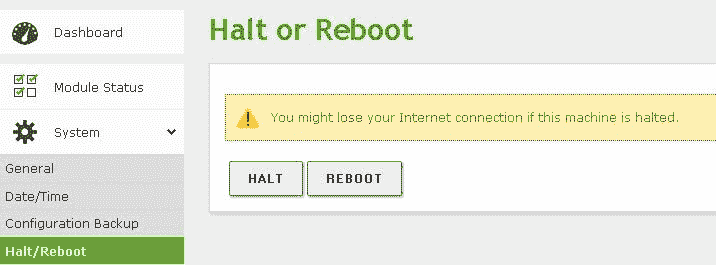 Dashboard
Module Status
System
General
Date/Time
Configuration Backup
Halt/Reboot
Halt or Reboot
You might lose your Internet connection if this machine is halted.
HALT REBOOT